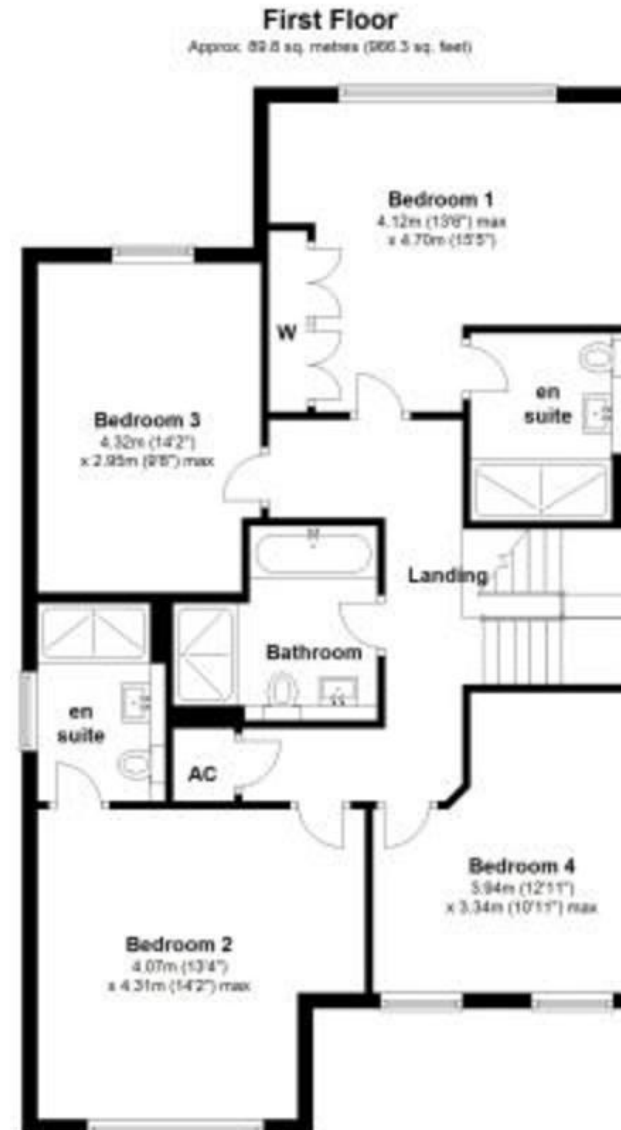 First Floor
Approx. 89.8 sq. metres (966.3 sq. feet)
Bedroom 1
4.12m (13'6") max
x 4.70m (15'5")
W
en
suite
Bedroom 3
4.32m (14'2")
x 2.95m (9'8") max
Landing
Bathroom
en
suite
AC
Bedroom 4
3.94m (12'11")
x 3.34m (10'11") max
Bedroom 2
4.07m (13'4")
x 4.31m (14'2") max